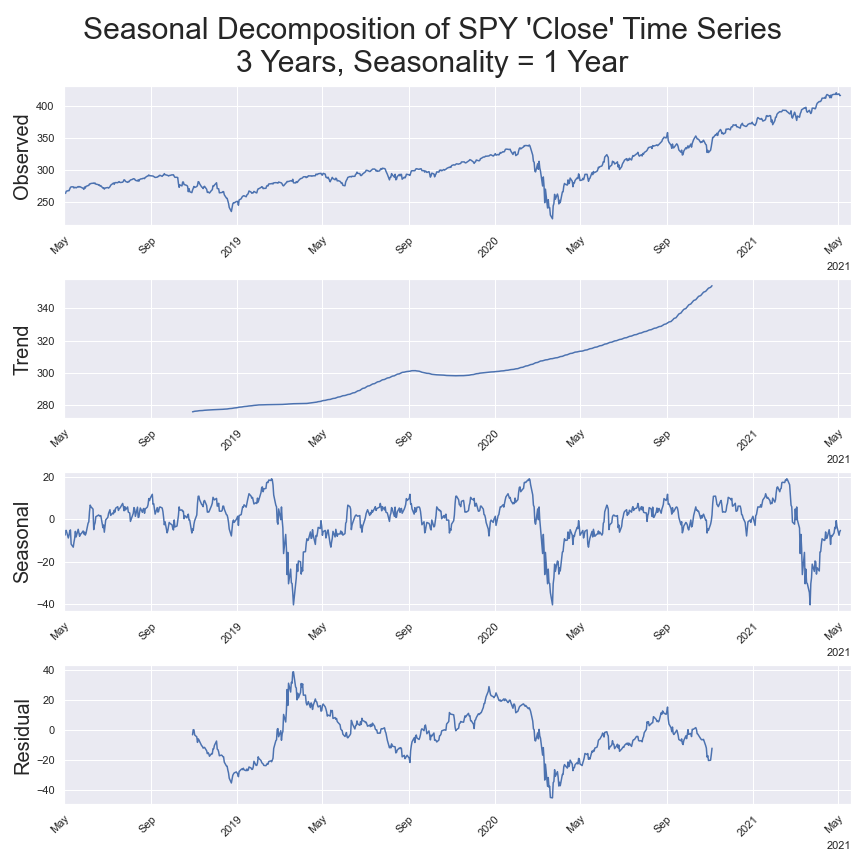 Seasonal Decomposition of SPY 'Close' Time Series
3 Years, Seasonality = 1 Year
Observed
400
350
300
250
May Sep 2019 May Sep 2020 May Sep 2021 May
2021
Trend
340
320
300
280
May Sep 2019 May Sep 2020 May Sep 2021 May
2021
Seasonal
20
0
−20
−40
May Sep 2019 May Sep 2020 May Sep 2021 May
2021
Residual
40
20
0
−20
−40
May Sep 2019 May Sep 2020 May Sep 2021 May
2021